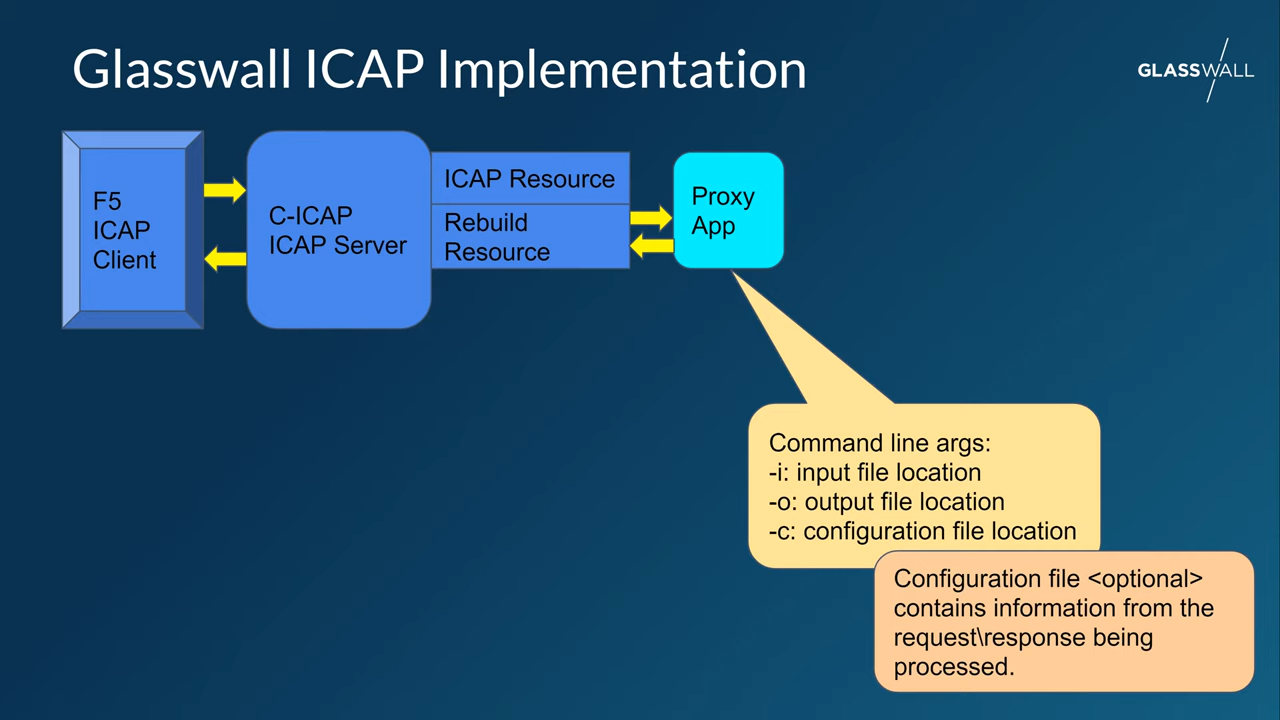 Glasswall ICAP Implementation
GLASSWALL
F5
ICAP
Client
C-ICAP
ICAP Server
ICAP Resource
Rebuild
Resource
Proxy
App
Command line args:
-i: input file location
-o: output file location
-c: configuration file location
Configuration file <optional>
contains information from the
request\response being
processed.